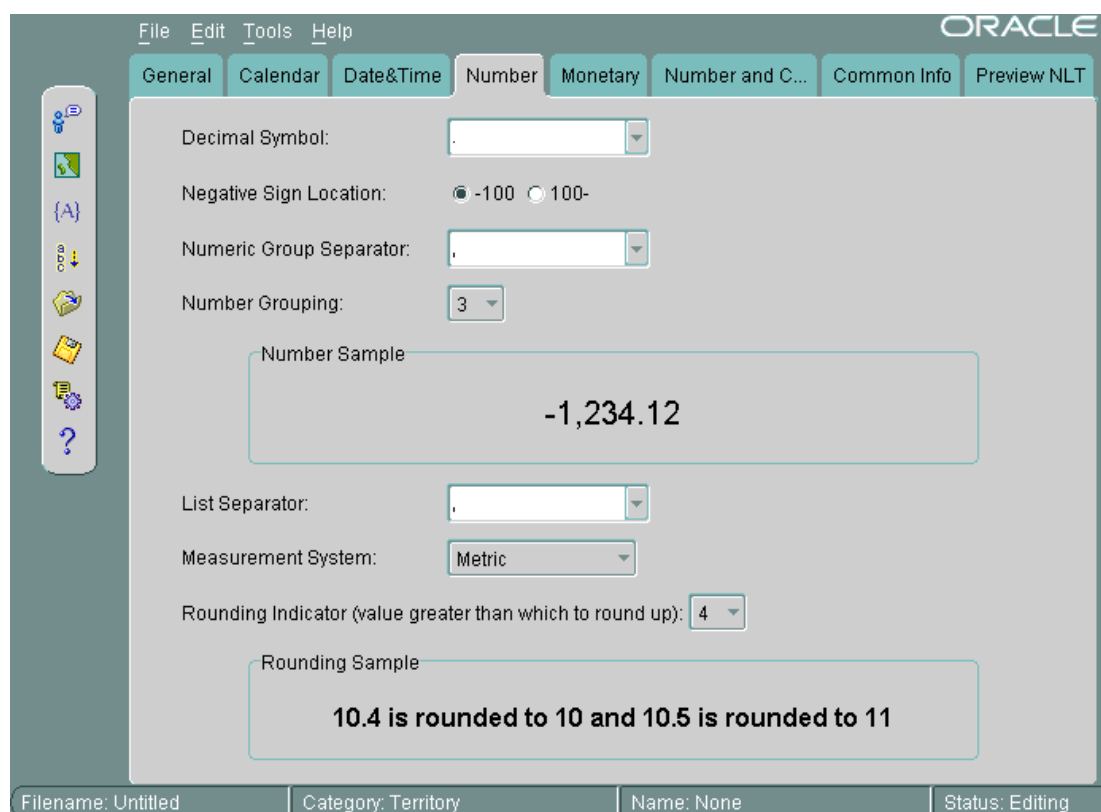 File Edit Tools Help ORACLE
General Calendar Date&Time Number Monetary Number and C... Common Info Preview NLT
{A}
a
b
c
?
Decimal Symbol: .
Negative Sign Location: -100 100-
Numeric Group Separator: ,
Number Grouping: 3
Number Sample
-1,234.12
List Separator: ,
Measurement System: Metric
Rounding Indicator (value greater than which to round up): 4
Rounding Sample
10.4 is rounded to 10 and 10.5 is rounded to 11
Filename: Untitled Category: Territory Name: None Status: Editing